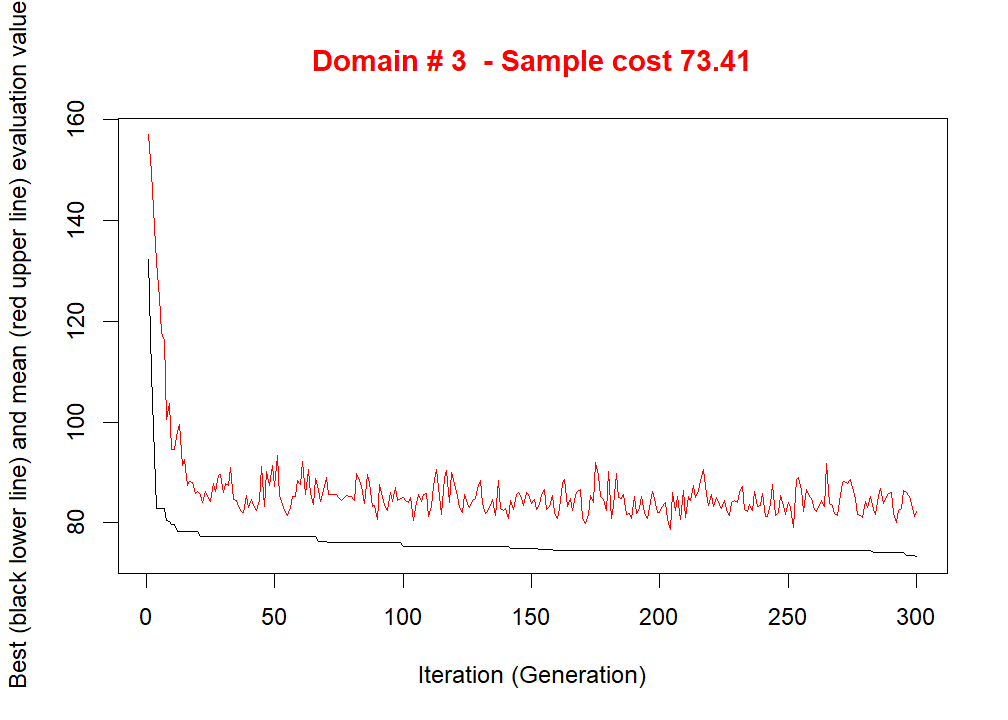 Domain # 3  - Sample cost 73.41
Best (black lower line) and mean (red upper line) evaluation value
160
140
120
100
80
0 50 100 150 200 250 300
Iteration (Generation)